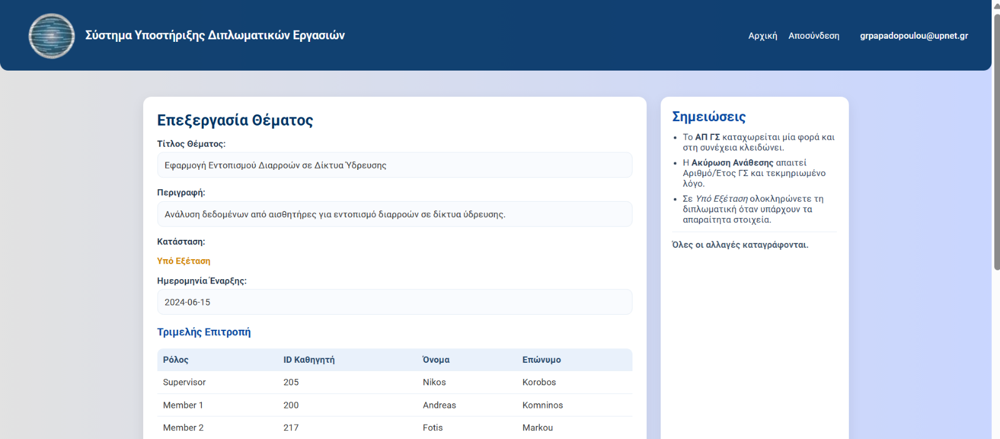 Σύστημα Υποστήριξης Διπλωματικών Εργασιών
Αρχική Αποσύνδεση grpapadopoulou@upnet.gr
Επεξεργασία Θέματος
Τίτλος Θέματος:
Εφαρμογή Εντοπισμού Διαρροών σε Δίκτυα Ύδρευσης
Περιγραφή:
Ανάλυση δεδομένων από αισθητήρες για εντοπισμό διαρροών σε δίκτυα ύδρευσης.
Κατάσταση:
Υπό Εξέταση
Ημερομηνία Έναρξης:
2024-06-15
Τριμελής Επιτροπή
Ρόλος ID Καθηγητή Όνομα Επώνυμο
Supervisor 205 Nikos Korobos
Member 1 200 Andreas Komninos
Member 2 217 Fotis Markou
Σημειώσεις
• Το ΑΠ ΓΣ καταχωρείται μία φορά και
στη συνέχεια κλειδώνει.
• Η Ακύρωση Ανάθεσης απαιτεί
Αριθμό/Έτος ΓΣ και τεκμηριωμένο
λόγο.
• Σε Υπό Εξέταση ολοκληρώνετε τη
διπλωματική όταν υπάρχουν τα
απαραίτητα στοιχεία.
Όλες οι αλλαγές καταγράφονται.